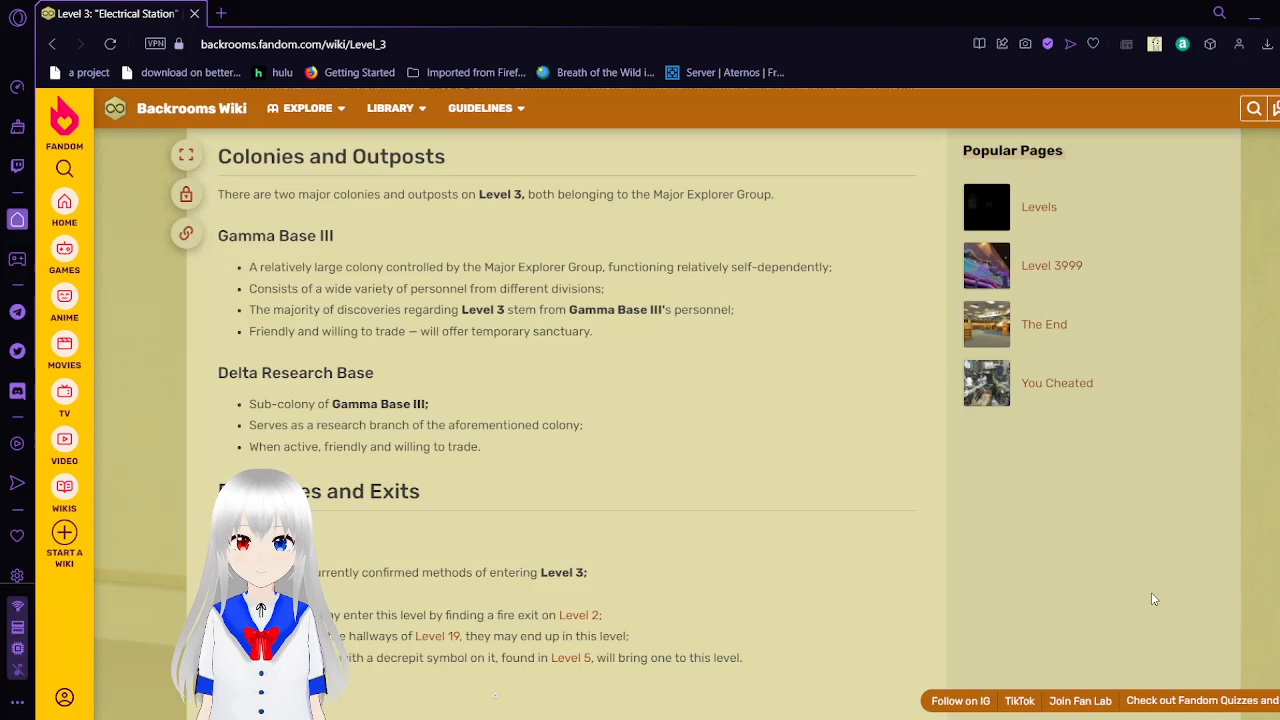 Level 3: "Electrical Station"
VPN
backrooms.fandom.com/wiki/Level_3
a project
download on better...
hulu
Getting Started
Imported from Firef...
Breath of the Wild i...
Server | Aternos | Fr...
FANDOM
HOME
GAMES
ANIME
MOVIES
TV
VIDEO
WIKIS
START A
WIKI
Backrooms Wiki
EXPLORE
LIBRARY
GUIDELINES
Colonies and Outposts
There are two major colonies and outposts on Level 3, both belonging to the Major Explorer Group.
Gamma Base III
• A relatively large colony controlled by the Major Explorer Group, functioning relatively self-dependently;
• Consists of a wide variety of personnel from different divisions;
• The majority of discoveries regarding Level 3 stem from Gamma Base III's personnel;
• Friendly and willing to trade — will offer temporary sanctuary.
Delta Research Base
• Sub-colony of Gamma Base III;
• Serves as a research branch of the aforementioned colony;
• When active, friendly and willing to trade.
and Exits
confirmed methods of entering Level 3;
enter this level by finding a fire exit on Level 2;
hallways of Level 19, they may end up in this level;
with a decrepit symbol on it, found in Level 5, will bring one to this level.
Popular Pages
Levels
Level 3999
The End
You Cheated
Follow on IG
TikTok
Join Fan Lab
Check out Fandom Quizzes and